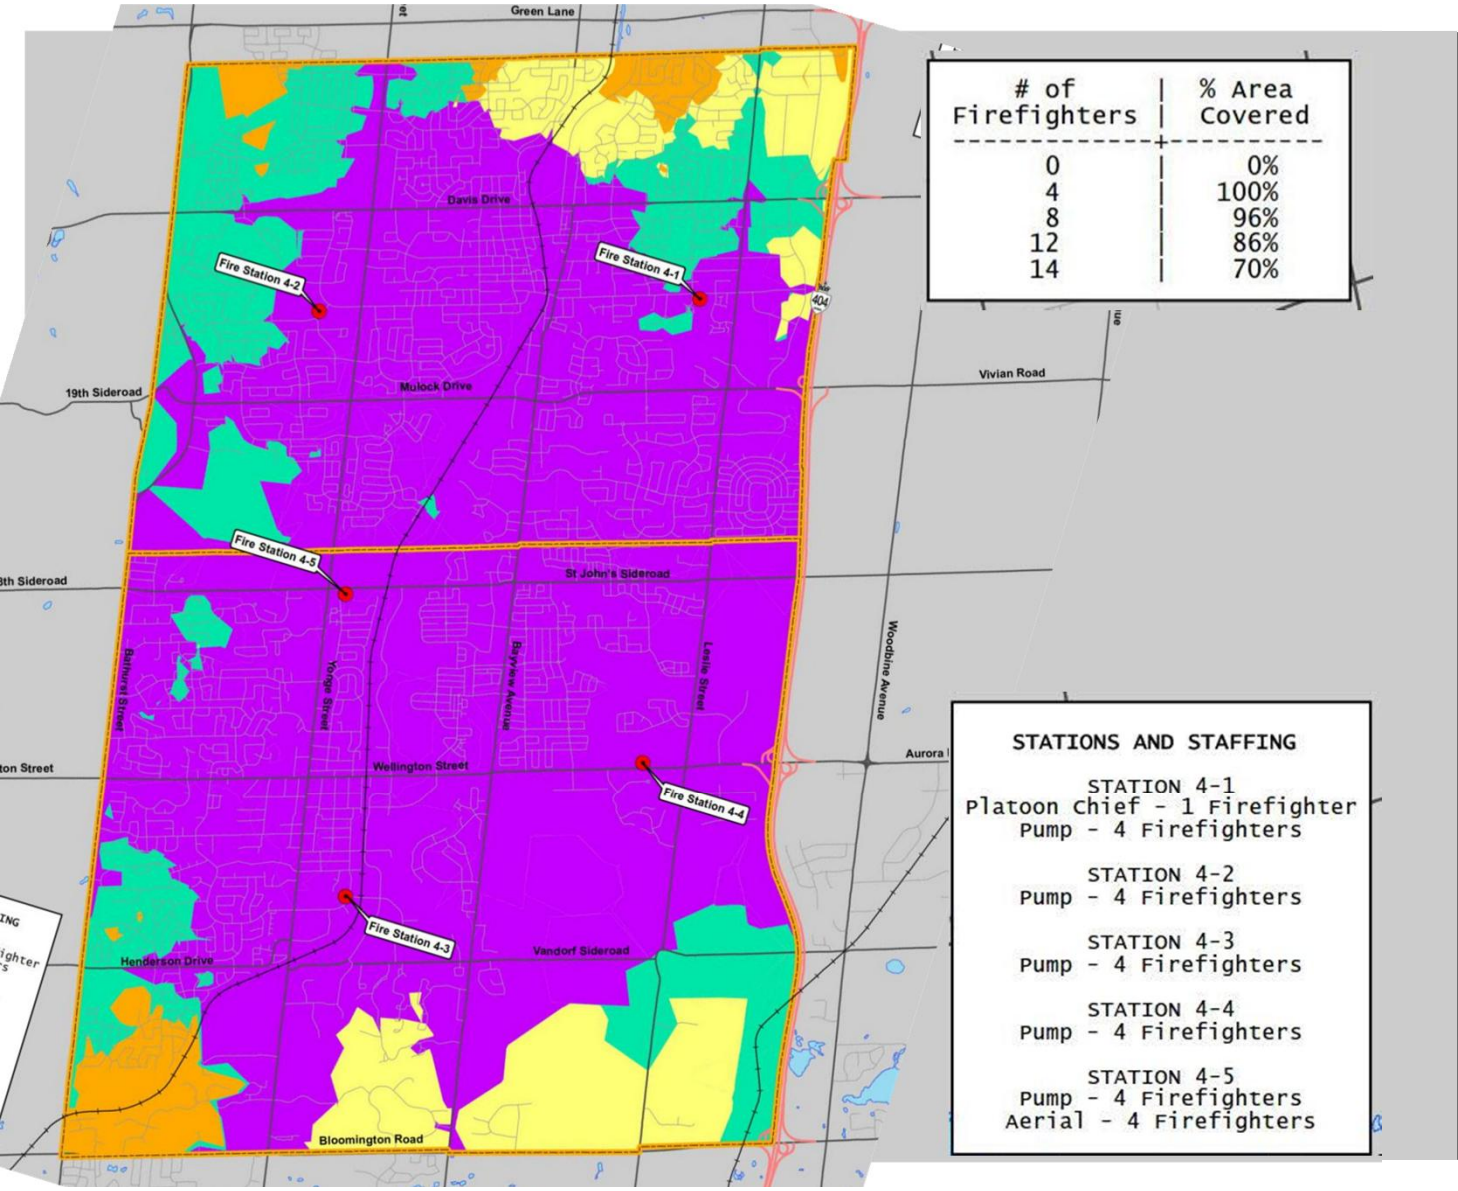 Green Lane
# of | % Area
Firefighters | Covered
0 | 0%
4 | 100%
8 | 96%
12 | 86%
14 | 70%
Davis Drive
Fire Station 4-2
Fire Station 4-1
404
19th Sideroad
Mulock Drive
Vivian Road
Fire Station 4-5
St John's Sideroad
Sideroad
Bathurst Street
Yonge Street
Bayview Avenue
Leslie Street
Woodbine Avenue
Wellington Street
Street
Aurora
Fire Station 4-4
Fire Station 4-3
Henderson Drive
Vandorf Sideroad
Bloomington Road
STATIONS AND STAFFING
STATION 4-1
Platoon Chief - 1 Firefighter
Pump - 4 Firefighters
STATION 4-2
Pump - 4 Firefighters
STATION 4-3
Pump - 4 Firefighters
STATION 4-4
Pump - 4 Firefighters
STATION 4-5
Pump - 4 Firefighters
Aerial - 4 Firefighters